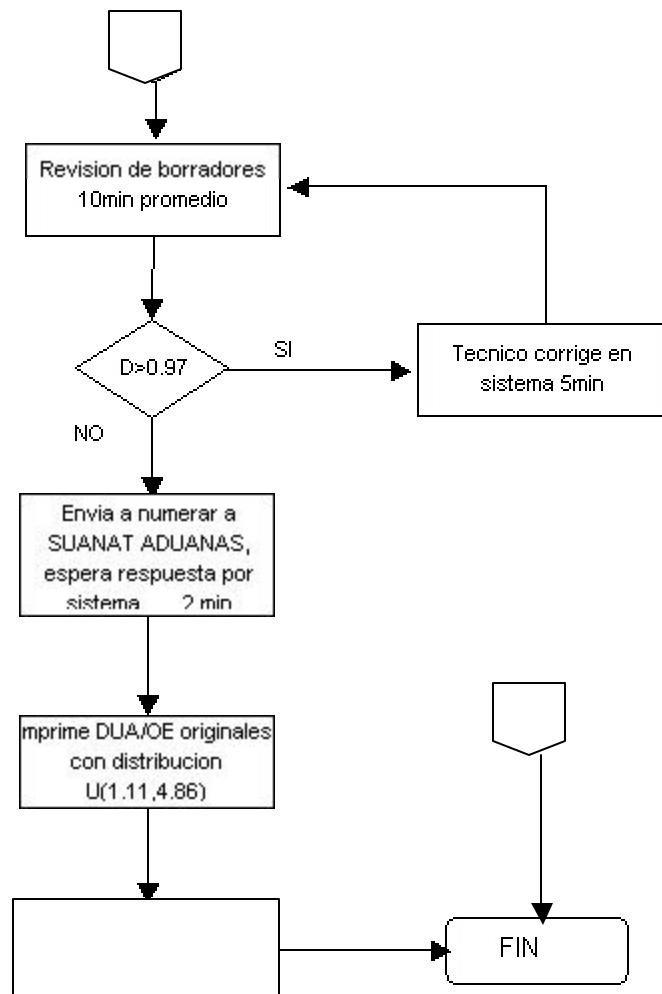 Revision de borradores
10min promedio
D>0.97
SI
Tecnico corrige en
sistema 5min
NO
Envia a numerar a
SUANAT ADUANAS,
espera respuesta por
sistema 2 min
mprime DUA/OE originales
con distribucion
U(1.11,4.86)
FIN